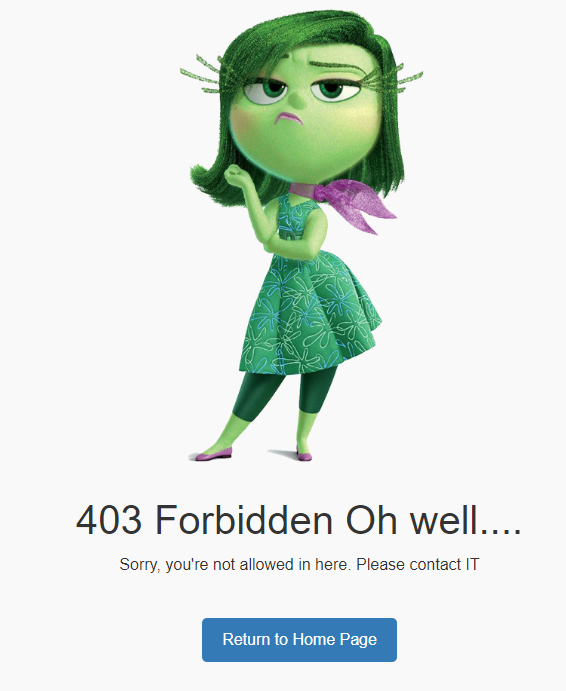 403 Forbidden Oh well....
Sorry, you're not allowed in here. Please contact IT
Return to Home Page